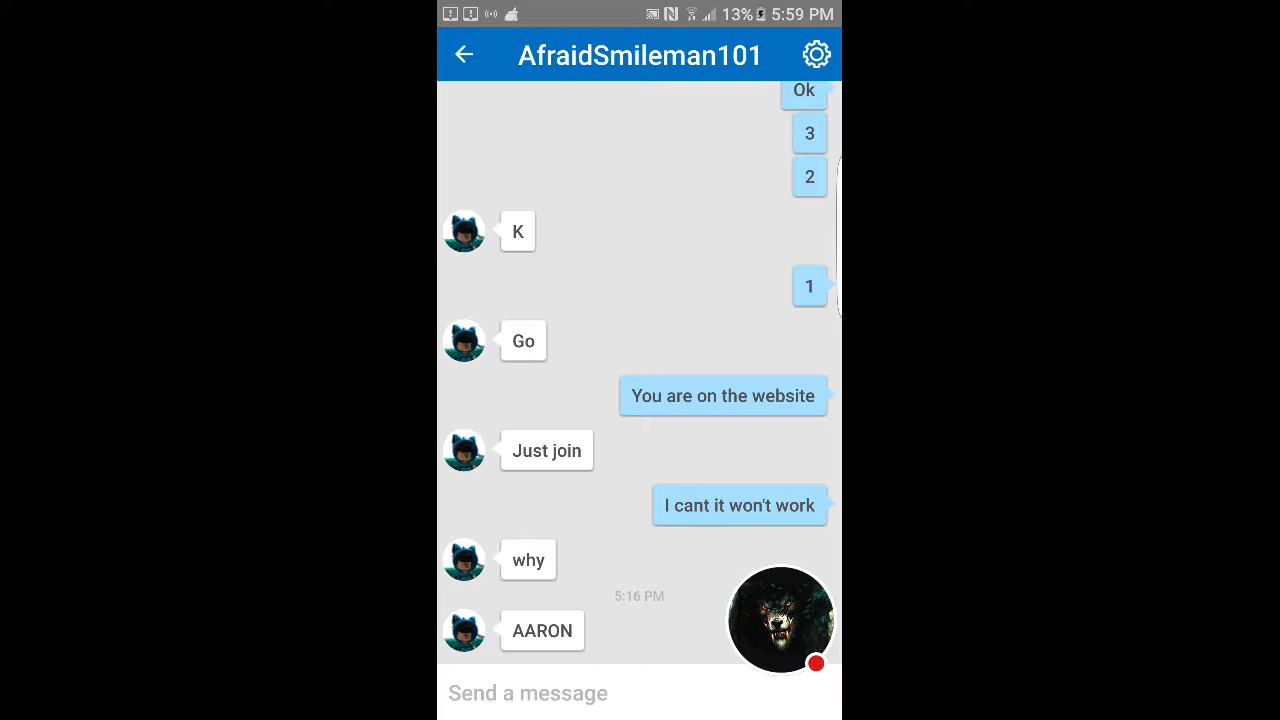 13% 5:59 PM
AfraidSmileman101
Ok
3
2
K
1
Go
You are on the website
Just join
I cant it won't work
why
5:16 PM
AARON
Send a message